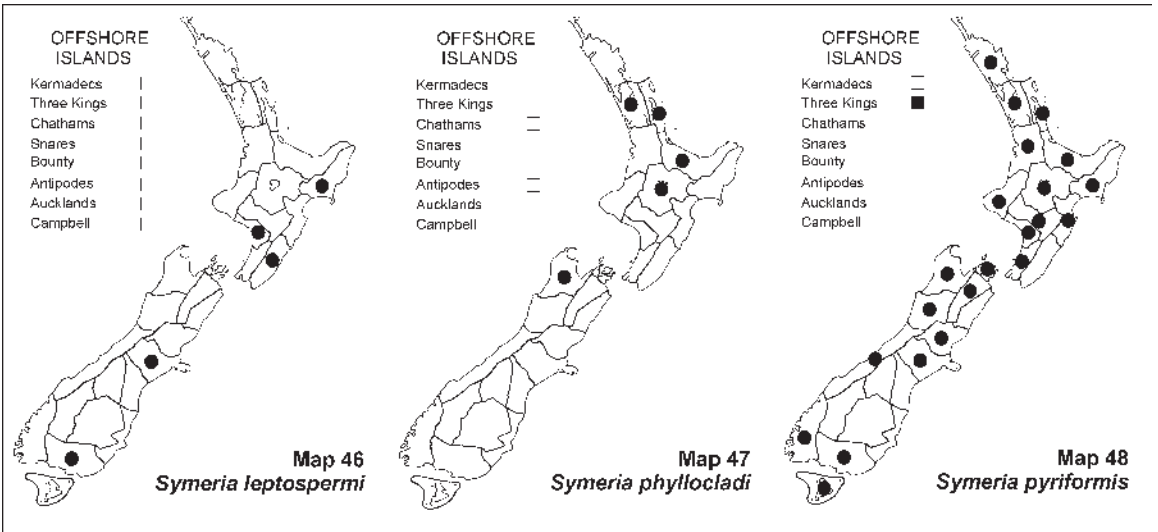 OFFSHORE
ISLANDS
Kermadecs
Three Kings
Chathams
Snares
Bounty
Antipodes
Aucklands
Campbell
Map 46
Symeria leptospermi
OFFSHORE
ISLANDS
Kermadecs
Three Kings
Chathams
Snares
Bounty
Antipodes
Aucklands
Campbell
Map 47
Symeria phyllocladi
OFFSHORE
ISLANDS
Kermadecs
Three Kings
Chathams
Snares
Bounty
Antipodes
Aucklands
Campbell
Map 48
Symeria pyriformis